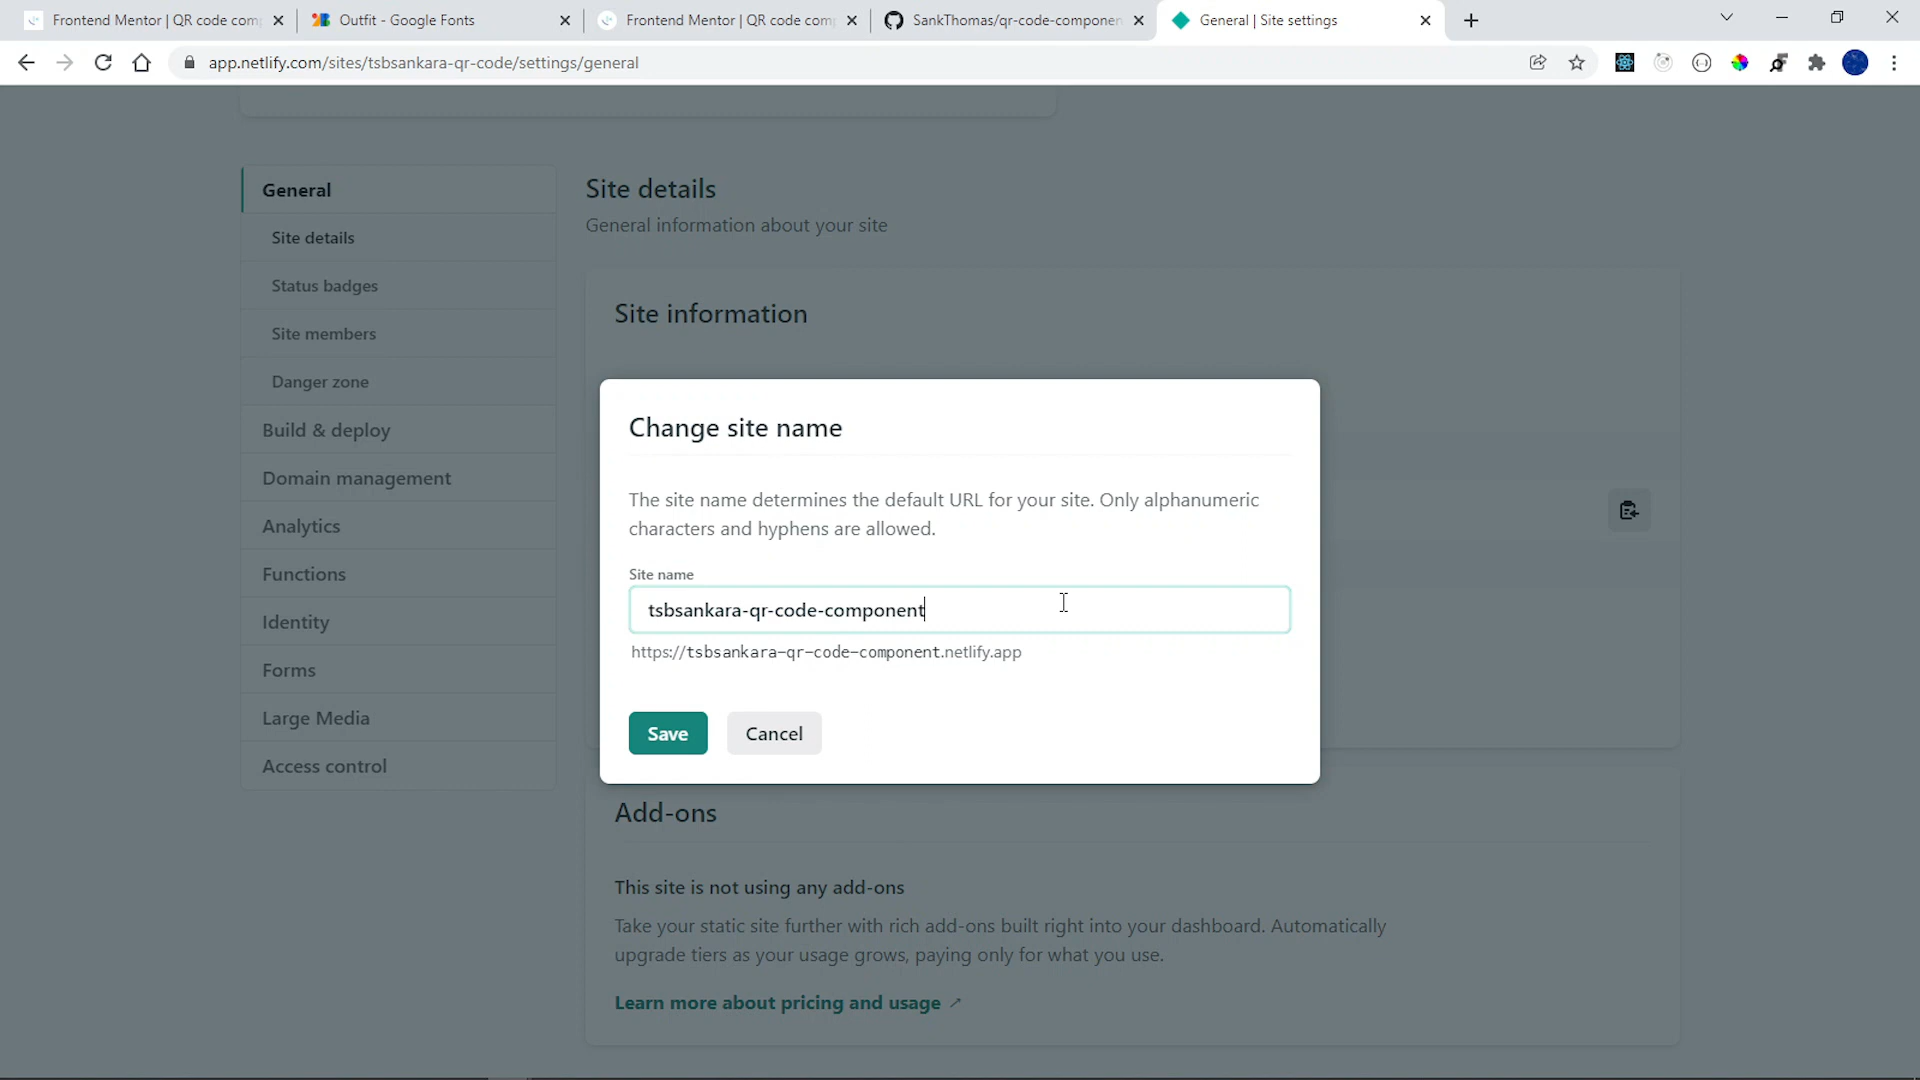 Frontend Mentor | QR code com
Outfit - Google Fonts
Frontend Mentor | QR code com
SankThomas/qr-code-componen
General | Site settings
app.netlify.com/sites/tsbsankara-qr-code/settings/general
General
Site details
Status badges
Site members
Danger zone
Build & deploy
Domain management
Analytics
Functions
Identity
Forms
Large Media
Access control
Site details
General information about your site
Site information
Change site name
The site name determines the default URL for your site. Only alphanumeric
characters and hyphens are allowed.
Site name
tsbsankara-qr-code-component
https://tsbsankara-qr-code-component.netlify.app
Save
Cancel
Add-ons
This site is not using any add-ons
Take your static site further with rich add-ons built right into your dashboard. Automatically
upgrade tiers as your usage grows, paying only for what you use.
Learn more about pricing and usage